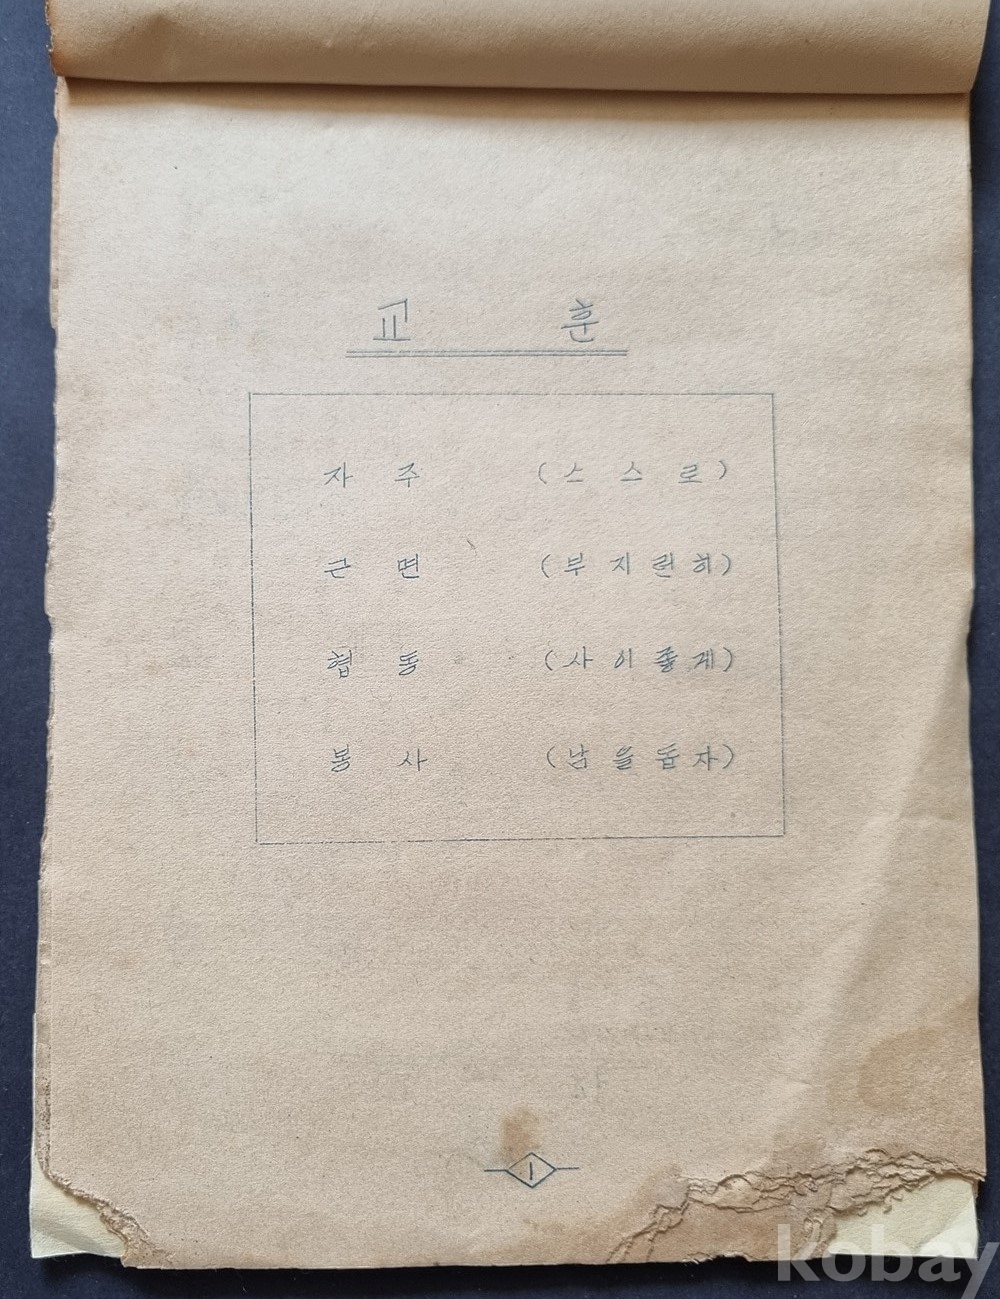 교 훈
자 주 (스 스 로)
근 면 (부 지 런 히)
협 동 (사 이 좋 게)
봉 사 (남 을 돕 자)
1
kobay